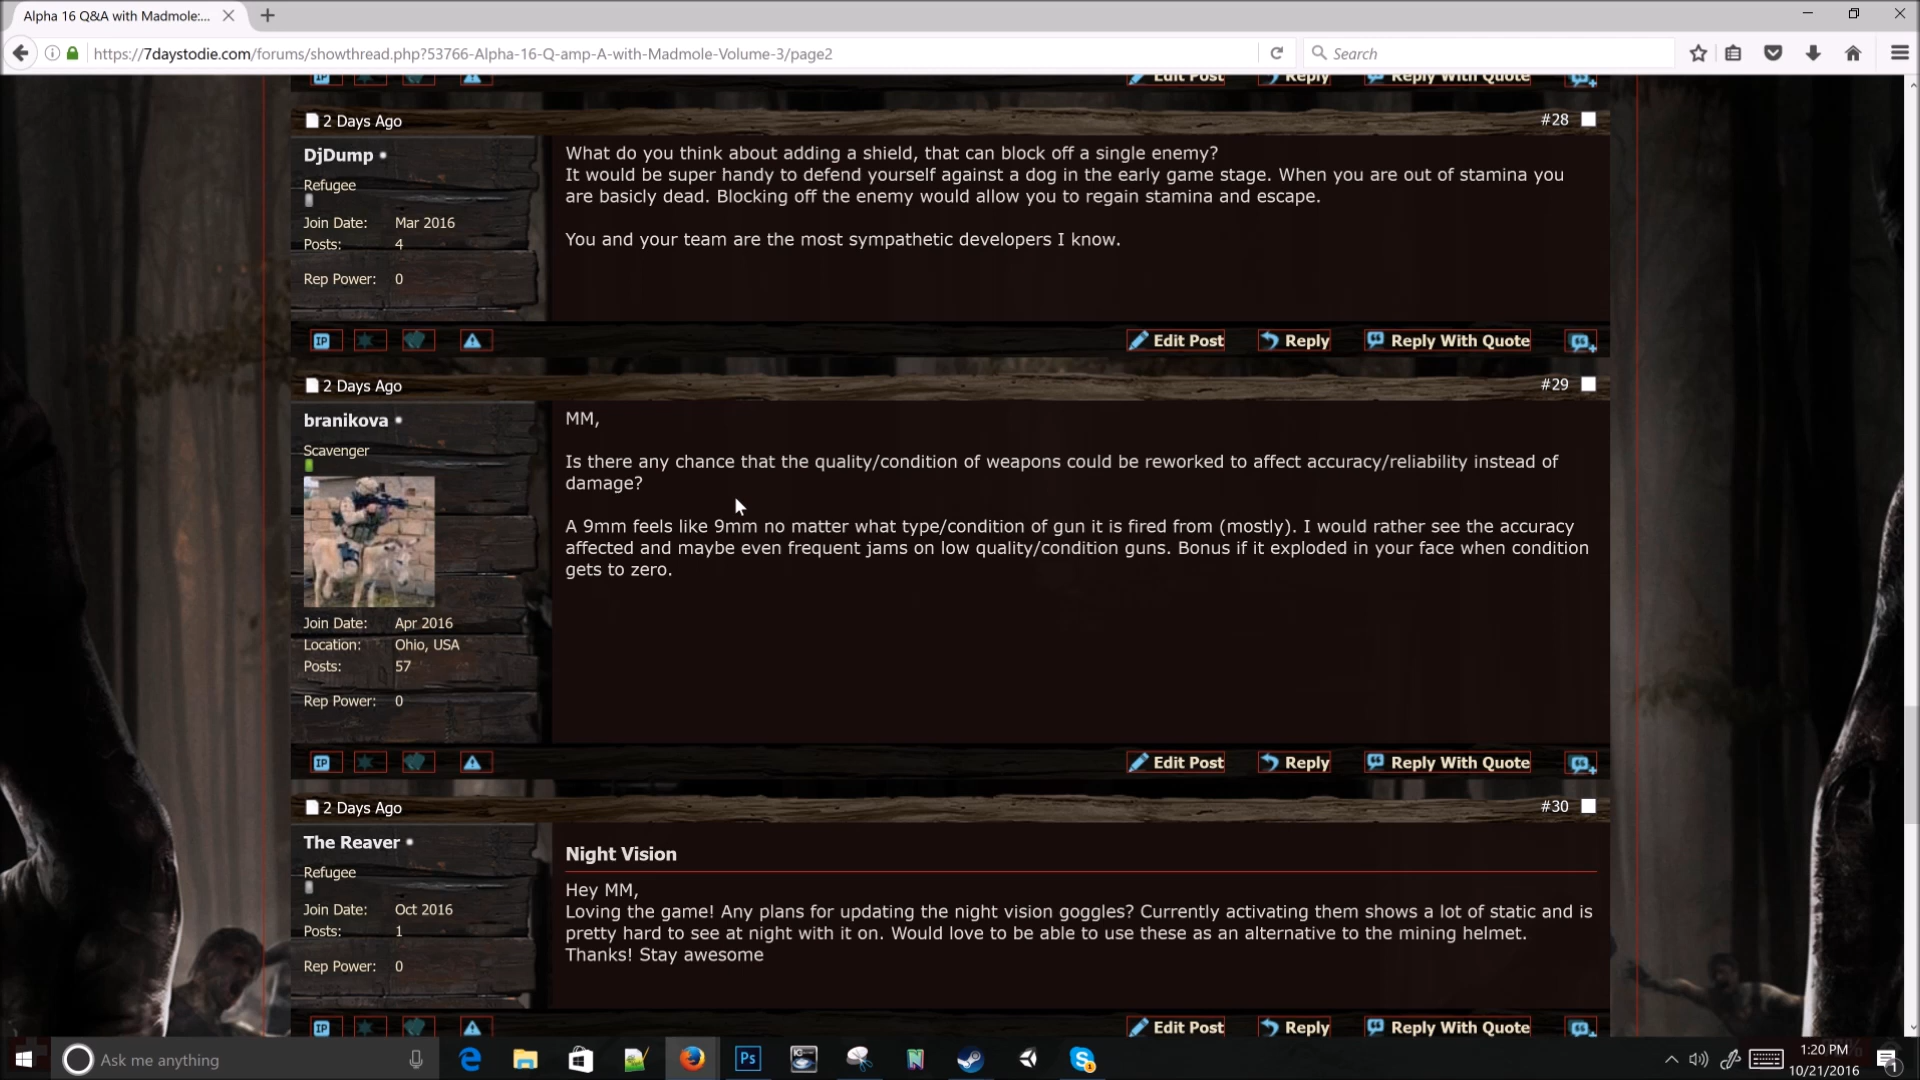 Alpha 16 Q&A with Madmole:...
https://7daystodie.com/forums/showthread.php?53766-Alpha-16-Q-amp-A-with-Madmole-Volume-3/page2
Search
IP
Edit Post
Reply
Reply With Quote
2 Days Ago
#28
DjDump
Refugee
Join Date: Mar 2016
Posts: 4
Rep Power: 0
What do you think about adding a shield, that can block off a single enemy?
It would be super handy to defend yourself against a dog in the early game stage. When you are out of stamina you
are basicly dead. Blocking off the enemy would allow you to regain stamina and escape.
You and your team are the most sympathetic developers I know.
IP
Edit Post
Reply
Reply With Quote
2 Days Ago
#29
branikova
Scavenger
Join Date: Apr 2016
Location: Ohio, USA
Posts: 57
Rep Power: 0
MM,
Is there any chance that the quality/condition of weapons could be reworked to affect accuracy/reliability instead of
damage?
A 9mm feels like 9mm no matter what type/condition of gun it is fired from (mostly). I would rather see the accuracy
affected and maybe even frequent jams on low quality/condition guns. Bonus if it exploded in your face when condition
gets to zero.
IP
Edit Post
Reply
Reply With Quote
2 Days Ago
#30
The Reaver
Refugee
Join Date: Oct 2016
Posts: 1
Rep Power: 0
Night Vision
Hey MM,
Loving the game! Any plans for updating the night vision goggles? Currently activating them shows a lot of static and is
pretty hard to see at night with it on. Would love to be able to use these as an alternative to the mining helmet.
Thanks! Stay awesome
IP
Edit Post
Reply
Reply With Quote
Ask me anything
Ps
1:20 PM
10/21/2016
1